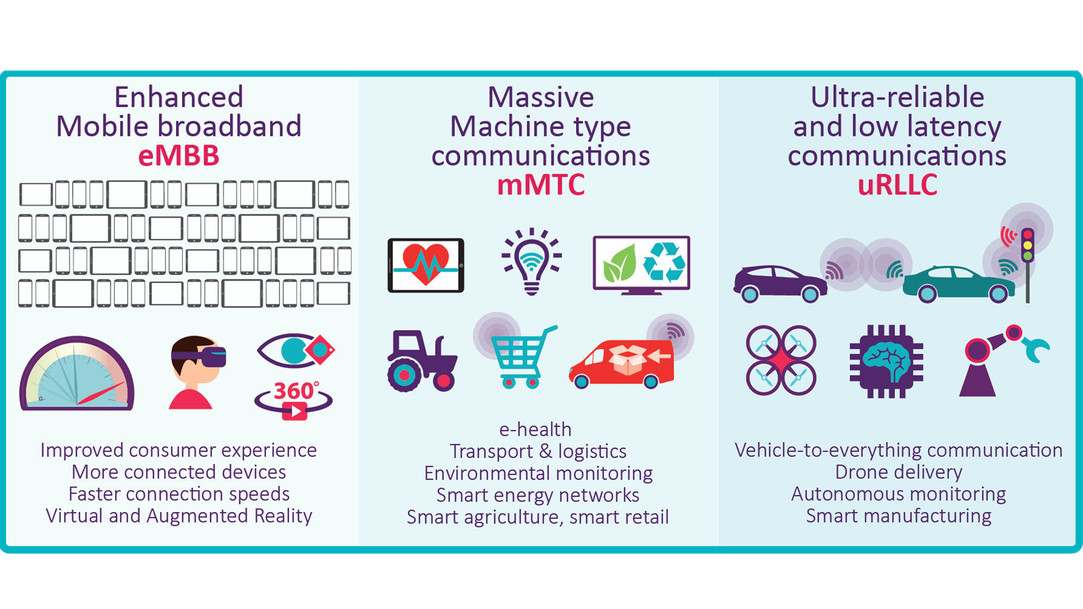 Enhanced
Mobile broadband
eMBB
360°
Improved consumer experience
More connected devices
Faster connection speeds
Virtual and Augmented Reality
Massive
Machine type
communications
mMTC
e-health
Transport & logistics
Environmental monitoring
Smart energy networks
Smart agriculture, smart retail
Ultra-reliable
and low latency
communications
uRLLC
Vehicle-to-everything communication
Drone delivery
Autonomous monitoring
Smart manufacturing